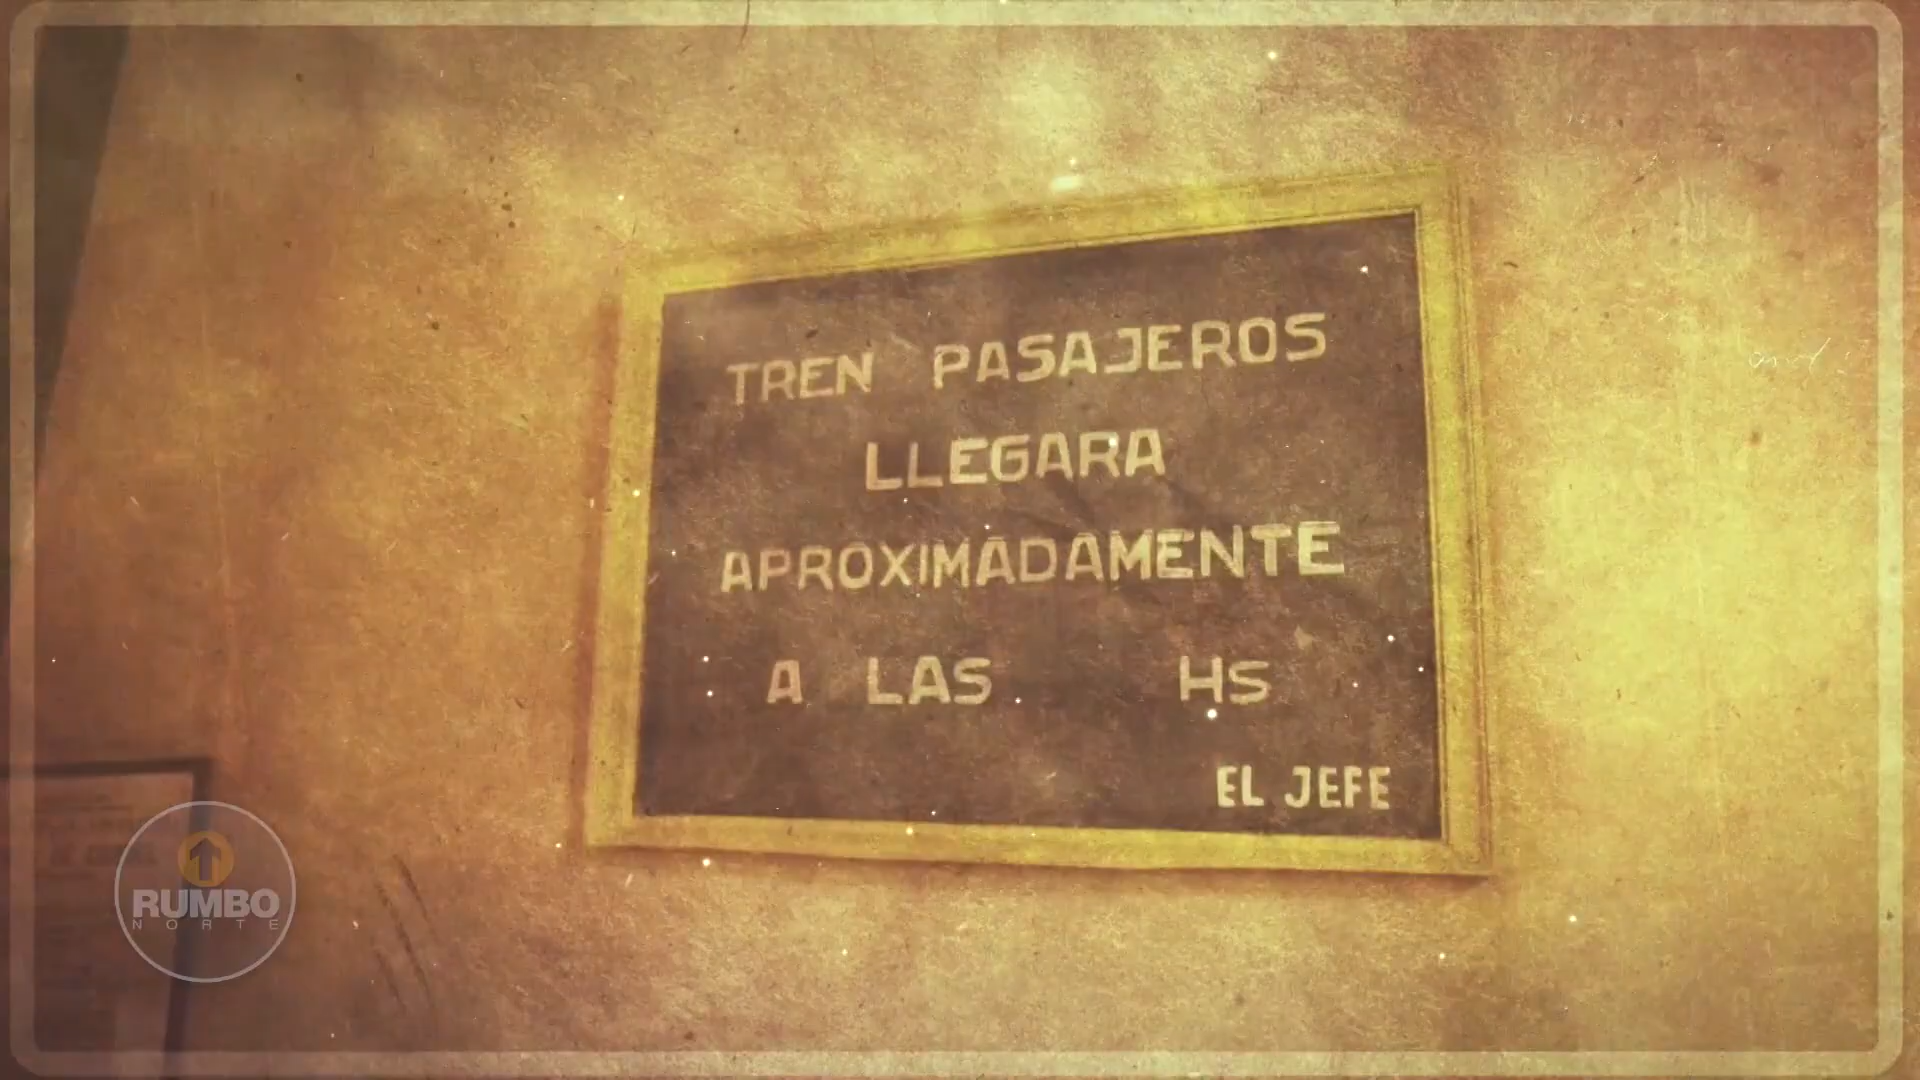 TREN PASAJEROS
LLEGARA
APROXIMADAMENTE
A LAS HS
EL JEFE
RUMBO
NORTE